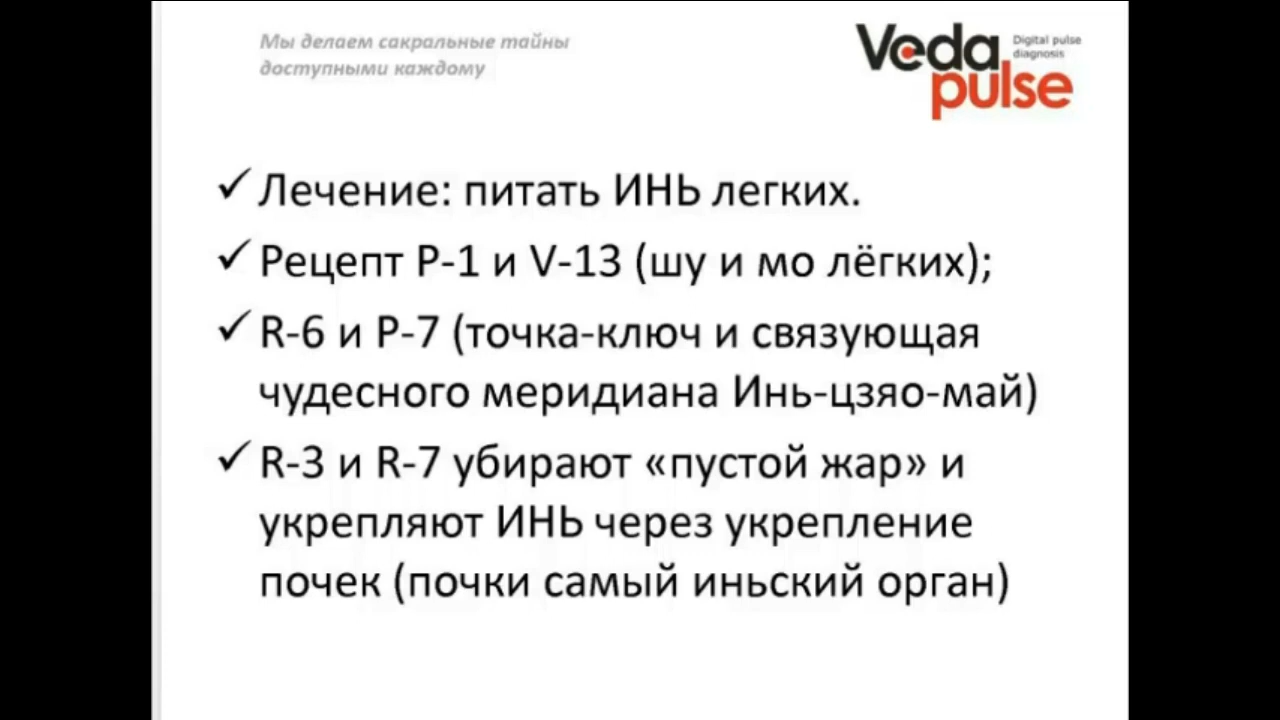 Мы делаем сакральные тайны
доступными каждому
Veda
pulse
Digital pulse
diagnosis
✓ Лечение: питать ИНЬ легких.
✓ Рецепт P-1 и V-13 (шу и мо лёгких);
✓ R-6 и P-7 (точка-ключ и связующая
чудесного меридиана Инь-цзяо-май)
✓ R-3 и R-7 убирают «пустой жар» и
укрепляют ИНЬ через укрепление
почек (почки самый иньский орган)